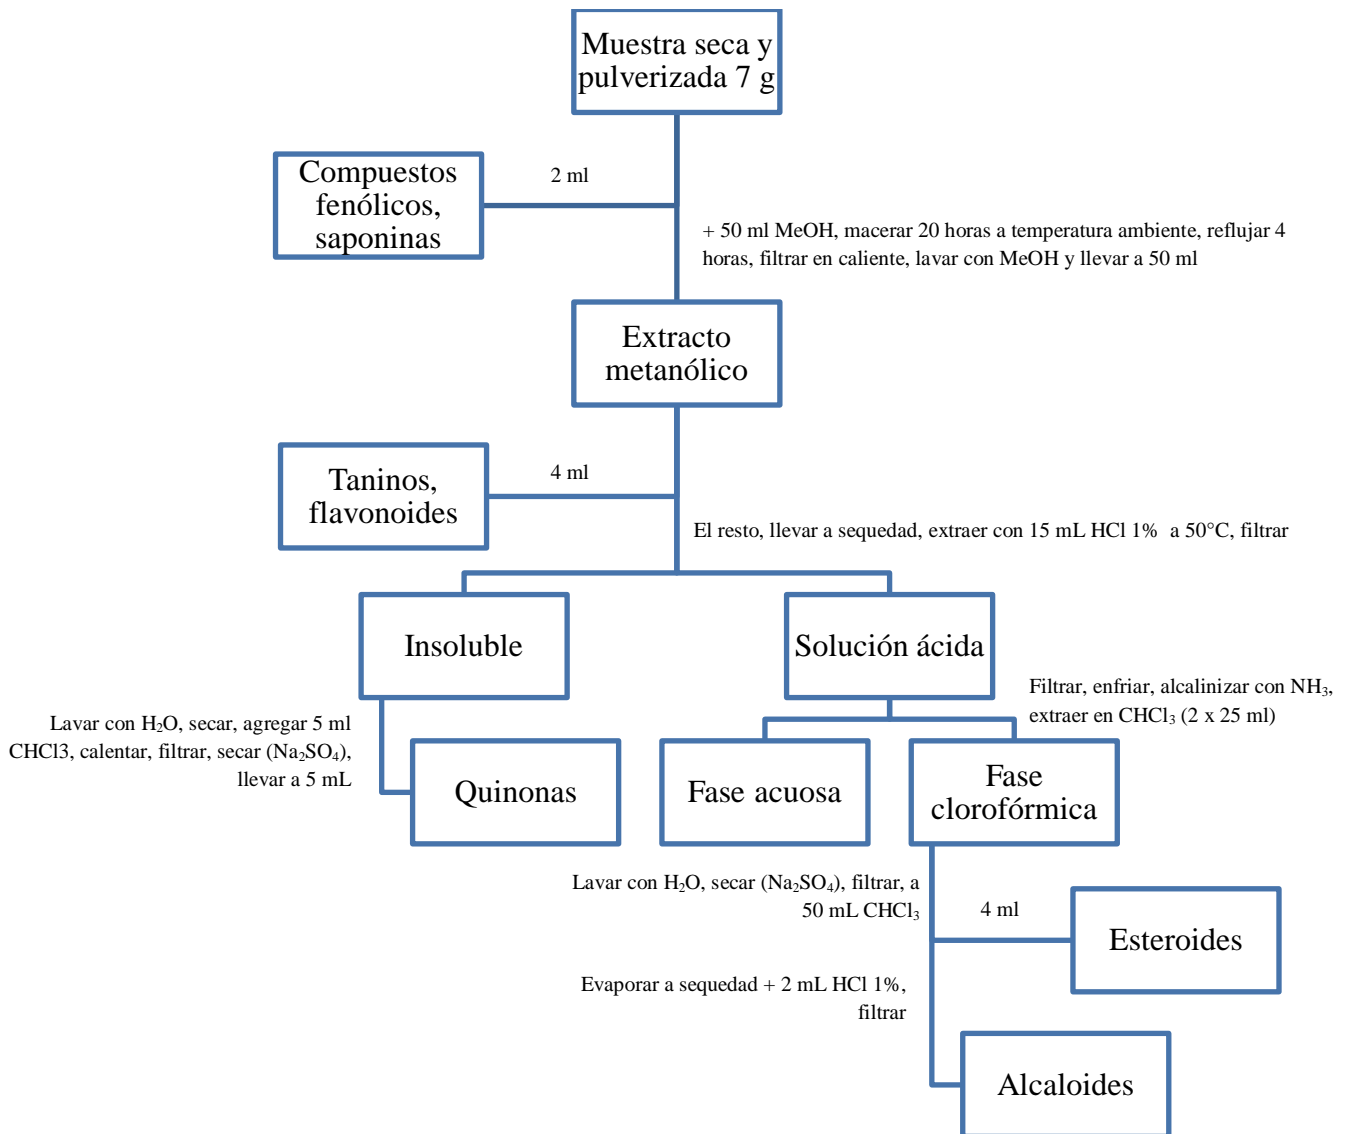 Muestra seca y
pulverizada 7 g
Compuestos
fenólicos,
saponinas
2 ml
+ 50 ml MeOH, macerar 20 horas a temperatura ambiente, reflujar 4
horas, filtrar en caliente, lavar con MeOH y llevar a 50 ml
Extracto
metanólico
Taninos,
flavonoides
4 ml
El resto, llevar a sequedad, extraer con 15 mL HCl 1% a 50°C, filtrar
Insoluble
Solución ácida
Lavar con H₂O, secar, agregar 5 ml
CHCl3, calentar, filtrar, secar (Na₂SO₄),
llevar a 5 mL
Quinonas
Filtrar, enfriar, alcalinizar con NH₃,
extraer en CHCl₃ (2 x 25 ml)
Fase acuosa
Fase
clorofórmica
Lavar con H₂O, secar (Na₂SO₄), filtrar, a
50 mL CHCl₃
4 ml
Esteroides
Evaporar a sequedad + 2 mL HCl 1%,
filtrar
Alcaloides